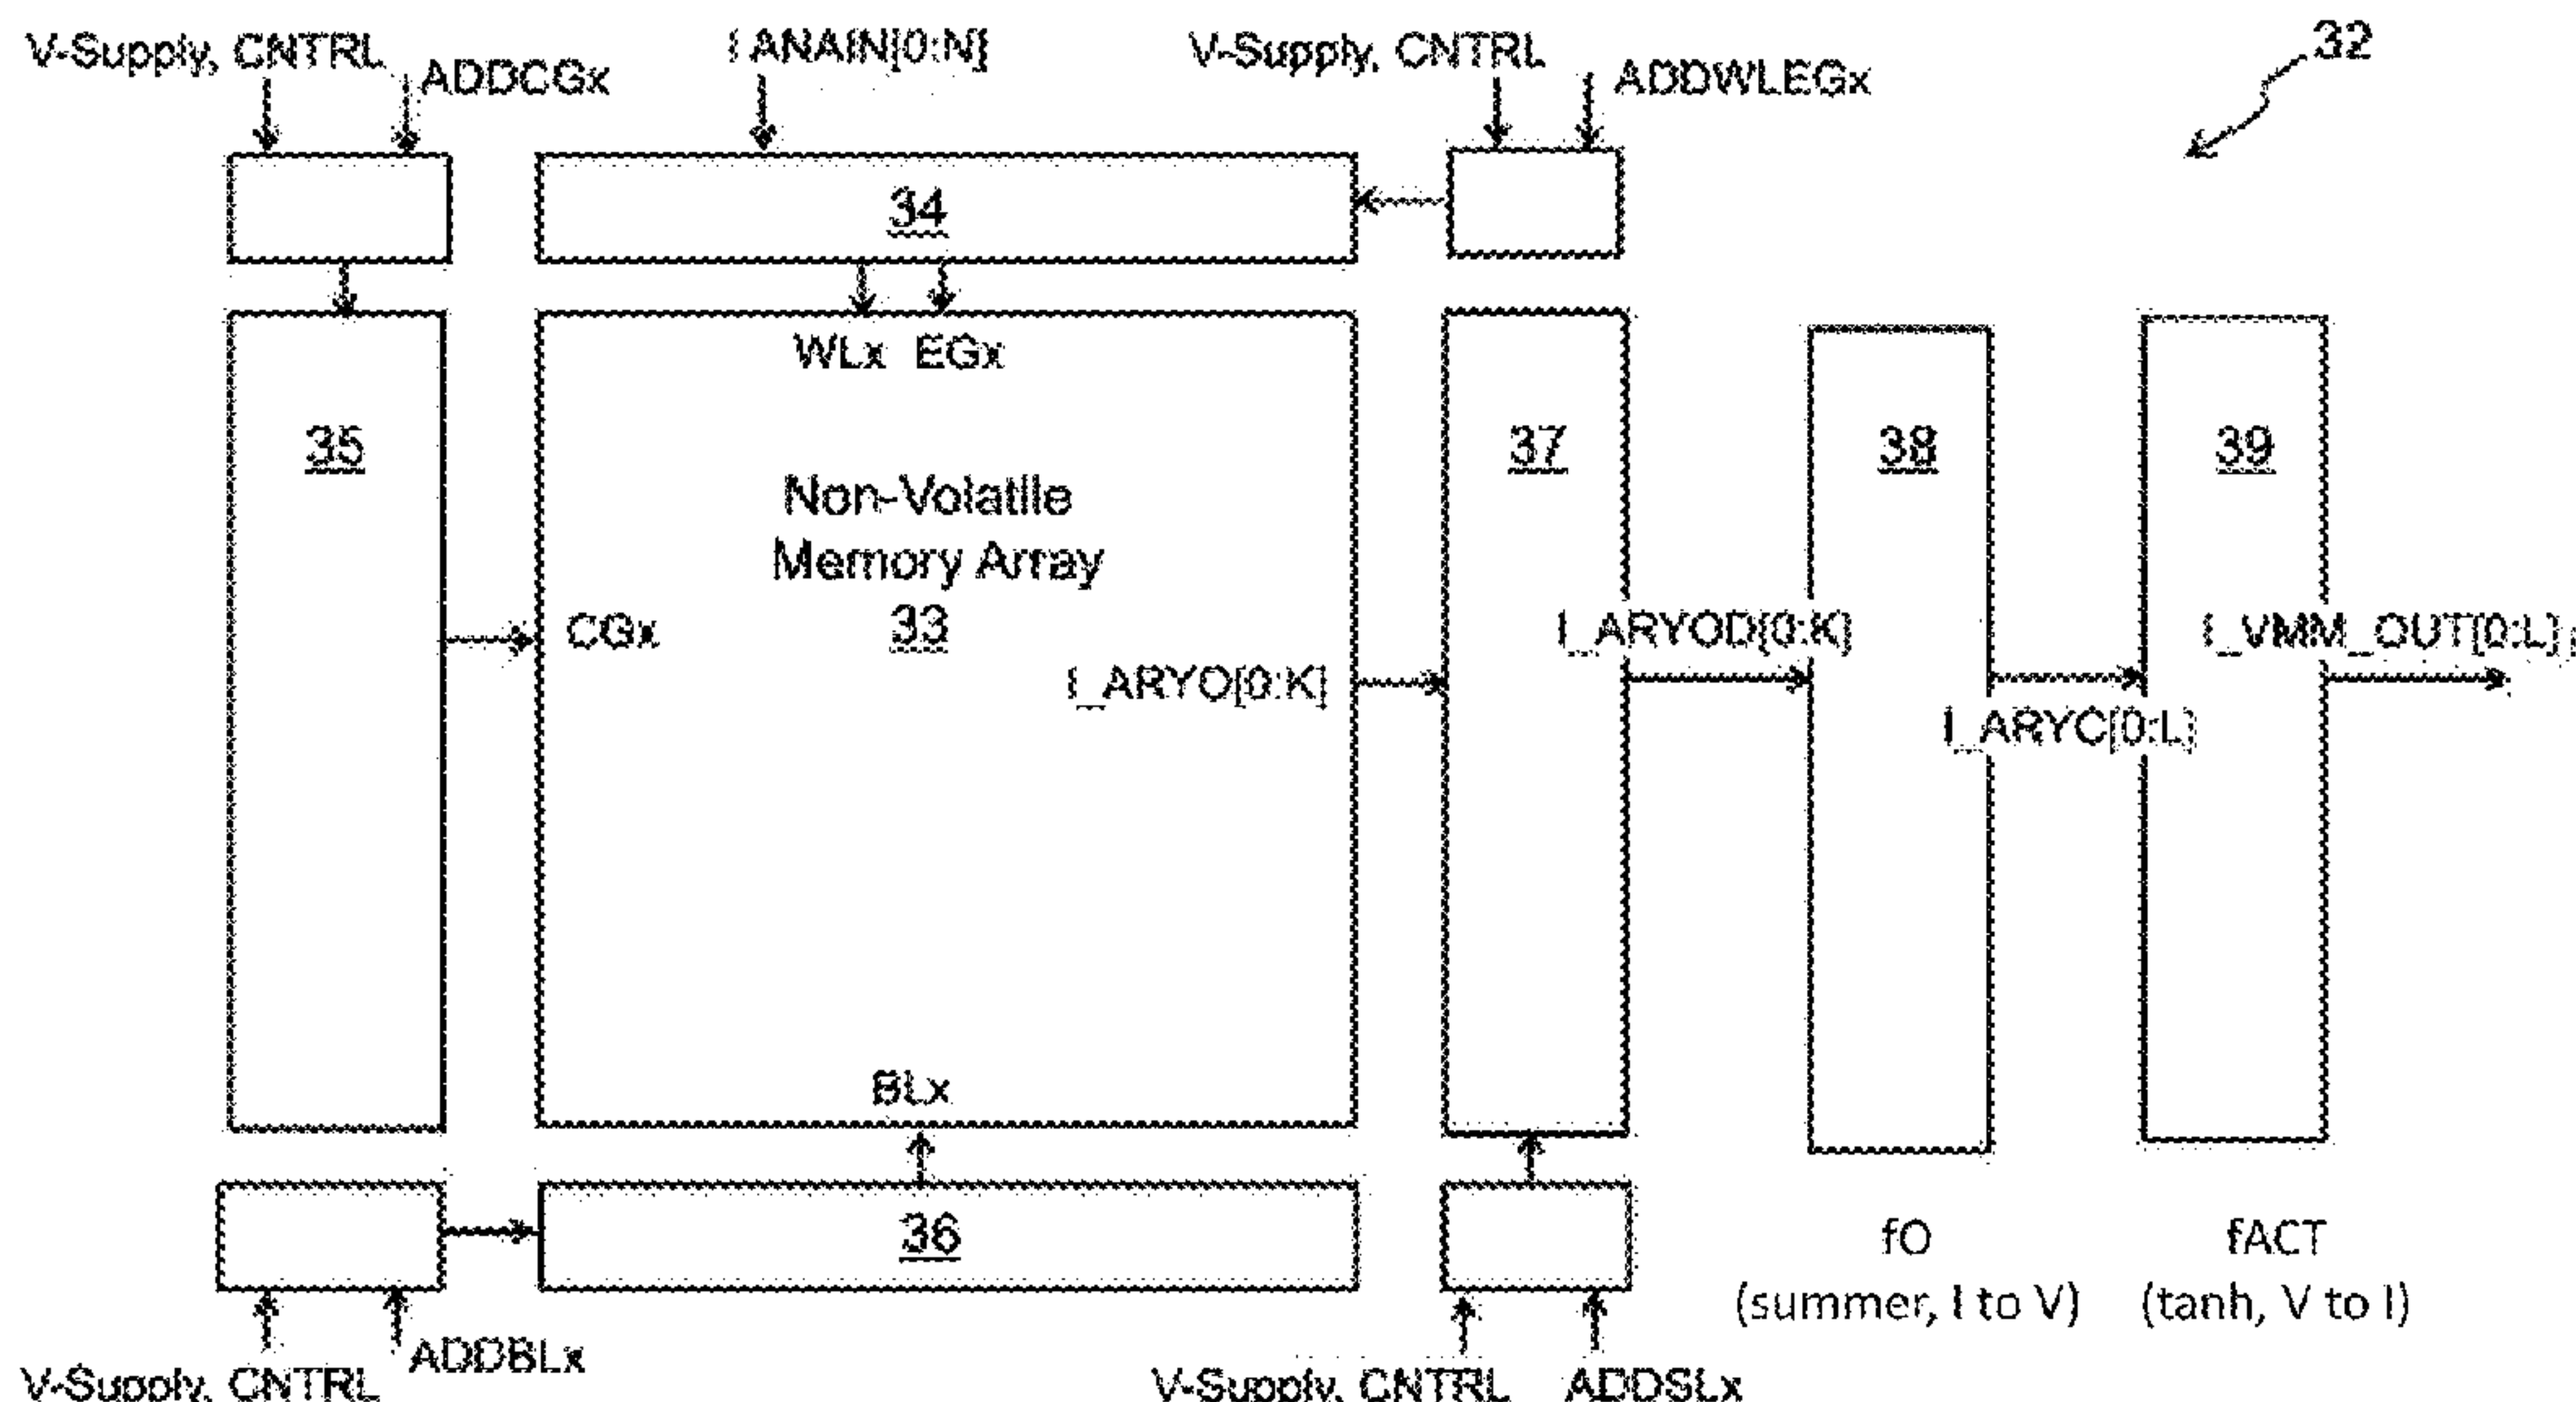 V-Supply, CNTRL
ADDCGx
I ANAIN[0:N]
V-Supply, CNTRL
ADDWLEGx
32
34
WLx EGx
35
Non-Volatile
Memory Array
33
CGx
I_ARYO[0:K]
37
I_ARYOD[0:K]
38
I_ARYC[0:L]
39
I_VMM_OUT[0:L]
BLx
36
fO
(summer, I to V)
fACT
(tanh, V to I)
ADDBLx
V-Supply, CNTRL
V-Supply, CNTRL
ADDSLx